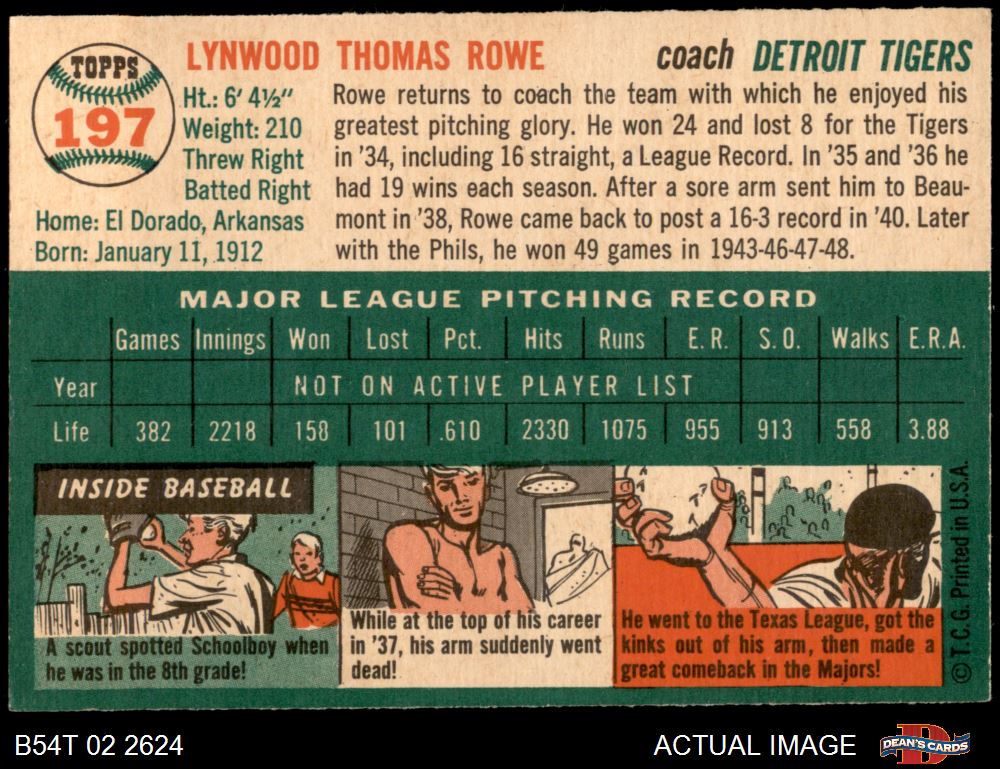 TOPPS
197
LYNWOOD THOMAS ROWE
coach DETROIT TIGERS
Ht.: 6' 4½"
Weight: 210
Threw Right
Batted Right
Home: El Dorado, Arkansas
Born: January 11, 1912
Rowe returns to coach the team with which he enjoyed his
greatest pitching glory. He won 24 and lost 8 for the Tigers
in '34, including 16 straight, a League Record. In '35 and '36 he
had 19 wins each season. After a sore arm sent him to Beau-
mont in '38, Rowe came back to post a 16-3 record in '40. Later
with the Phils, he won 49 games in 1943-46-47-48.
MAJOR LEAGUE PITCHING RECORD
Games Innings Won Lost Pct. Hits Runs E.R. S.O. Walks E.R.A.
Year NOT ON ACTIVE PLAYER LIST
Life 382 2218 158 101 .610 2330 1075 955 913 558 3.88
INSIDE BASEBALL
A scout spotted Schoolboy when
he was in the 8th grade!
While at the top of his career
in '37, his arm suddenly went
dead!
He went to the Texas League, got the
kinks out of his arm, then made a
great comeback in the Majors!
© T.C.G. Printed in U.S.A.
B54T 02 2624
ACTUAL IMAGE
DEAN'S CARDS